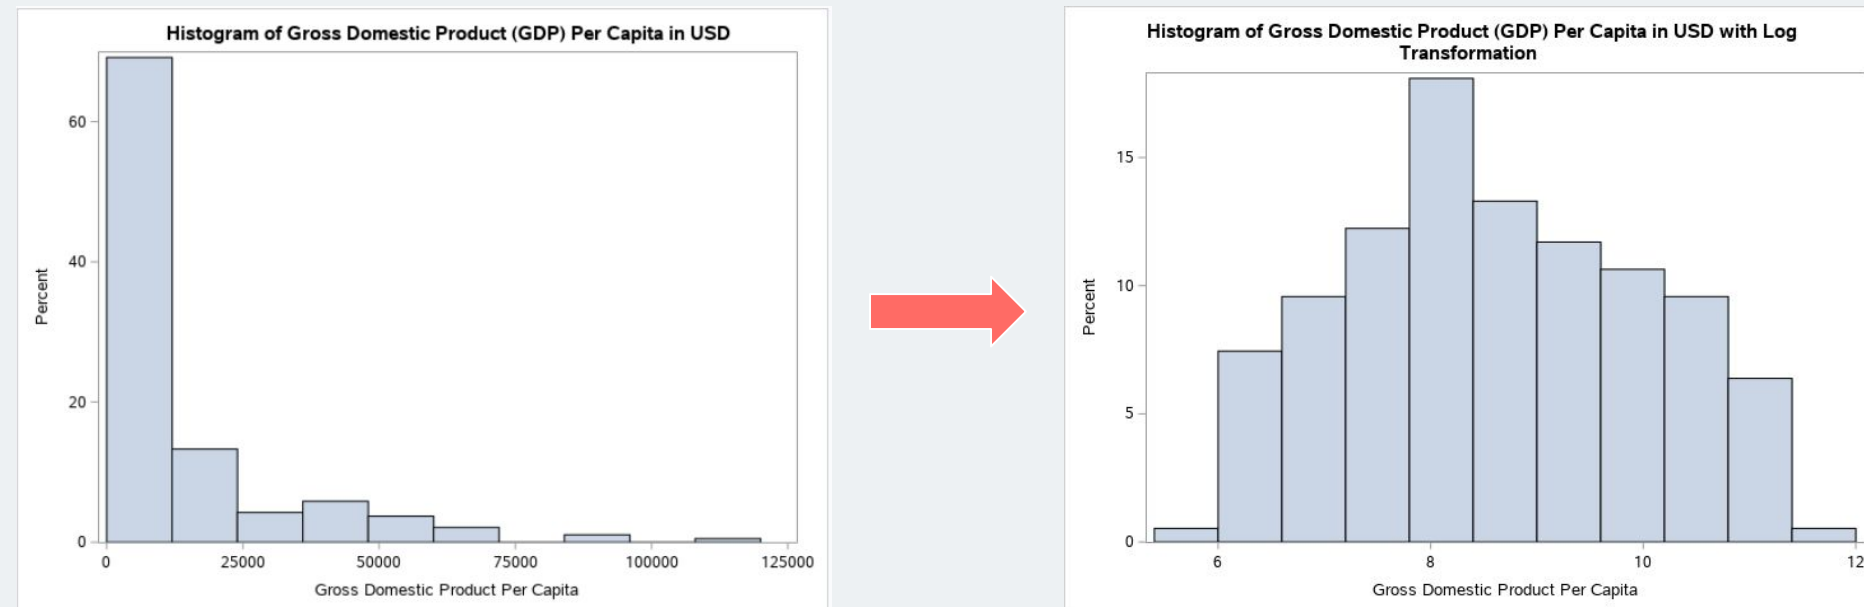 Histogram of Gross Domestic Product (GDP) Per Capita in USD
60
40
20
0
Percent
0 25000 50000 75000 100000 125000
Gross Domestic Product Per Capita
Histogram of Gross Domestic Product (GDP) Per Capita in USD with Log
Transformation
15
10
5
0
Percent
6 8 10 12
Gross Domestic Product Per Capita